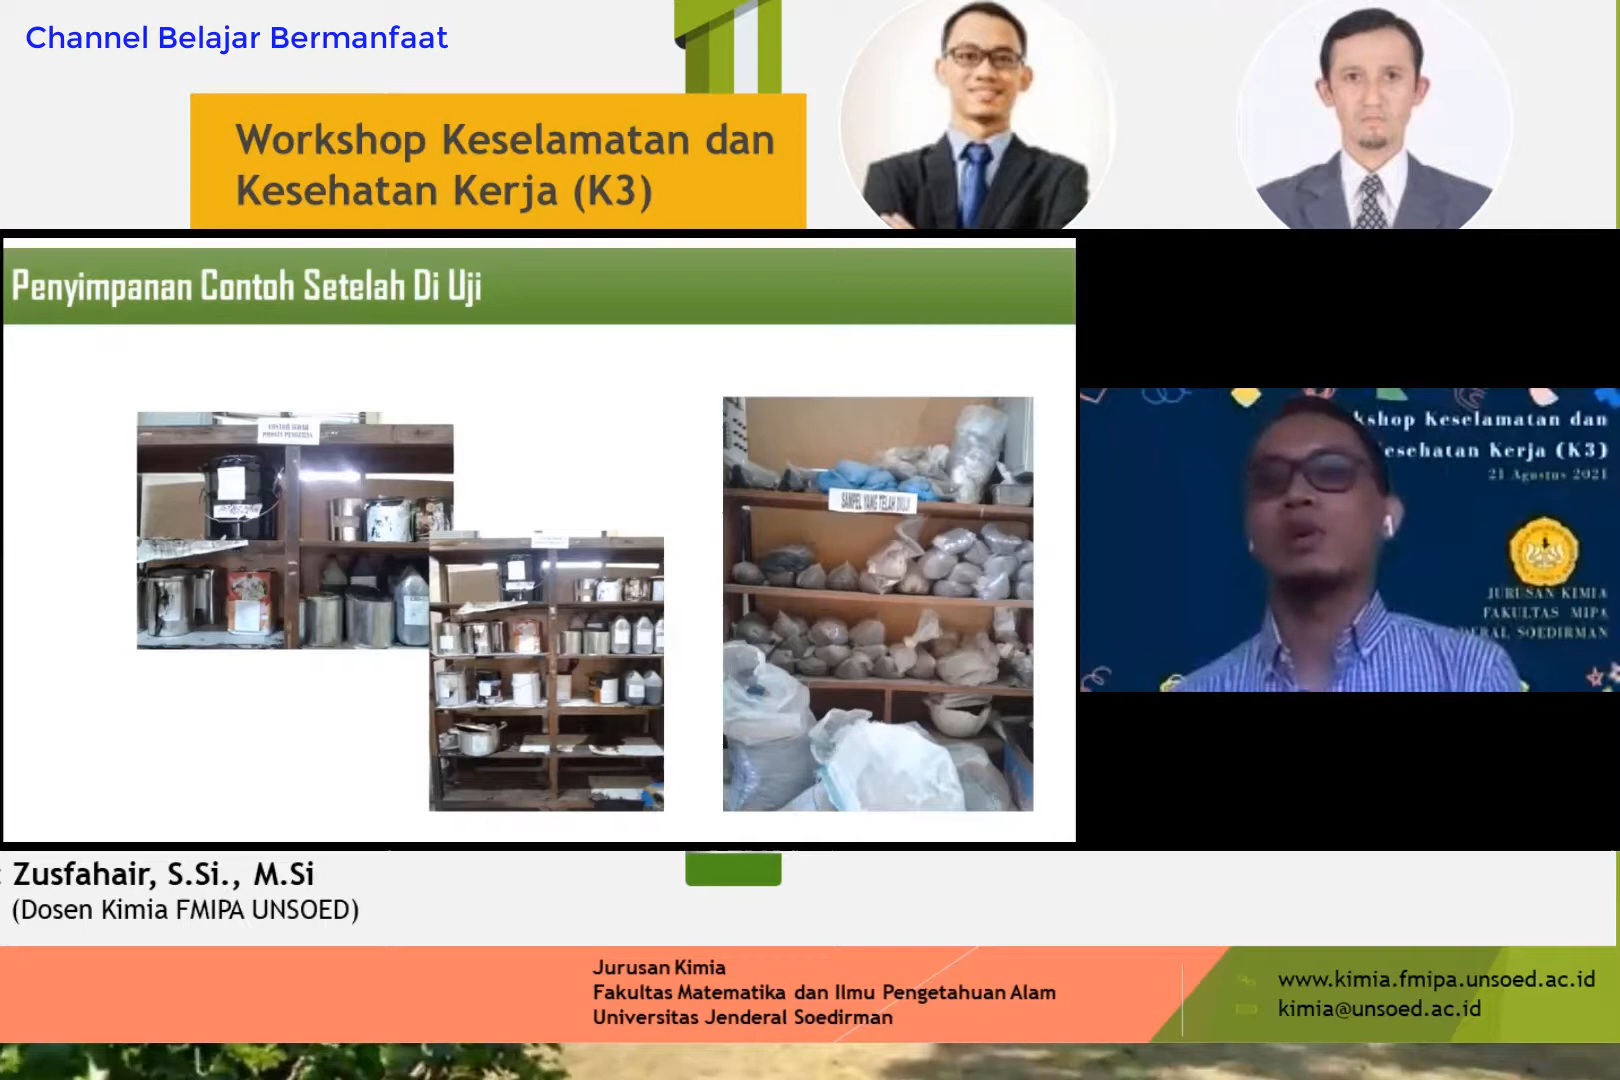 Channel Belajar Bermanfaat
Workshop Keselamatan dan
Kesehatan Kerja (K3)
Penyimpanan Contoh Setelah Di Uji
SAMPEL YANG TELAH DIUJI
kshop Keselamatan dan
esehatan Kerja (K3)
21 Agustus 2021
JURUSAN KIMIA
FAKULTAS MIPA
DERAL SOEDIRMAN
: Zusfahair, S.Si., M.Si
(Dosen Kimia FMIPA UNSOED)
Jurusan Kimia
Fakultas Matematika dan Ilmu Pengetahuan Alam
Universitas Jenderal Soedirman
www.kimia.fmipa.unsoed.ac.id
kimia@unsoed.ac.id